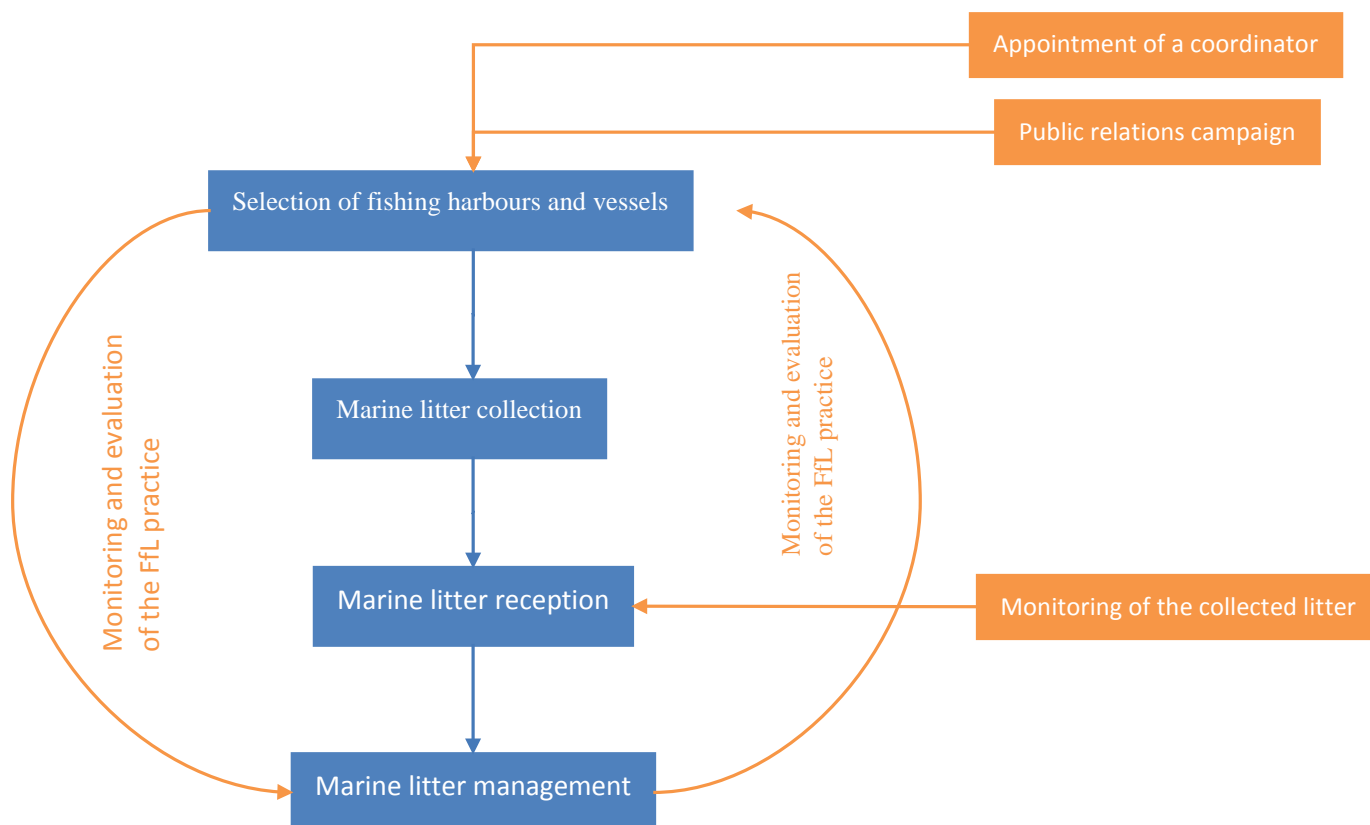 Appointment of a coordinator
Public relations campaign
Selection of fishing harbours and vessels
Monitoring and evaluation
of the FfL practice
Monitoring and evaluation
of the FfL practice
Marine litter collection
Marine litter reception
Monitoring of the collected litter
Marine litter management